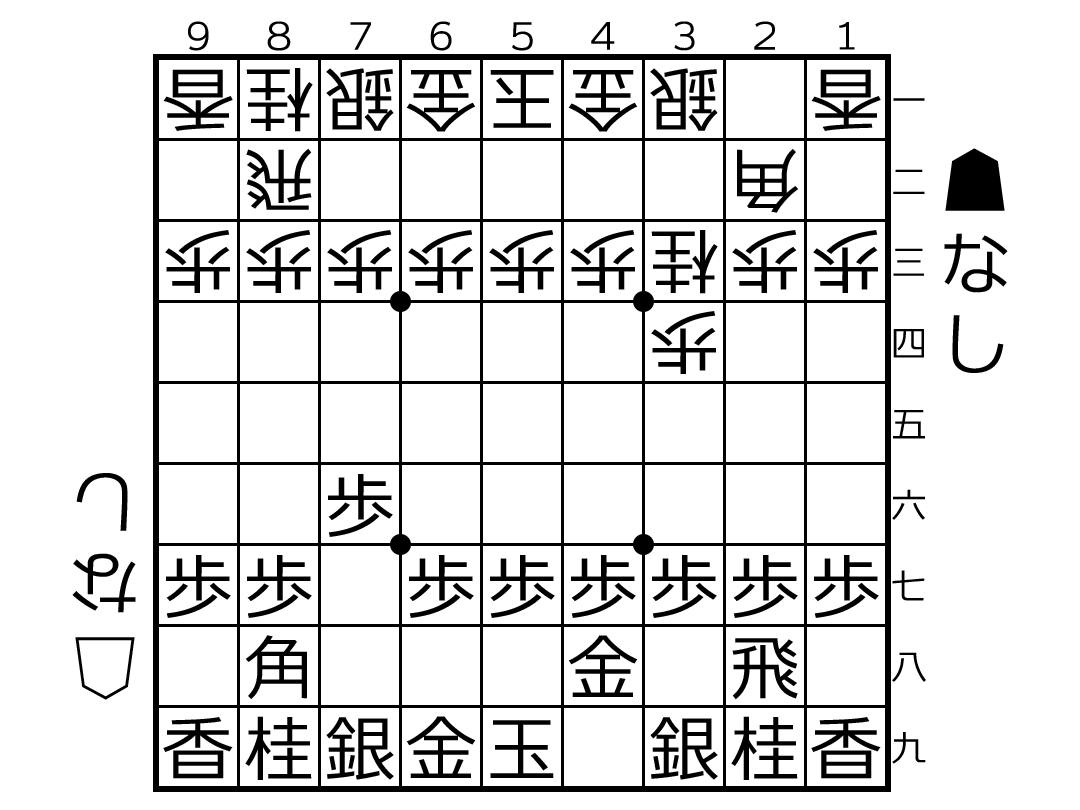 9 8 7 6 5 4 3 2 1
香 桂 銀 金 王 金 銀 香 一
飛 角 二
歩 歩 歩 歩 歩 歩 桂 歩 歩 三
歩 四
五
歩 六
歩 歩 歩 歩 歩 歩 歩 歩 七
角 金 飛 八
香 桂 銀 金 玉 銀 桂 香 九
なし
なし